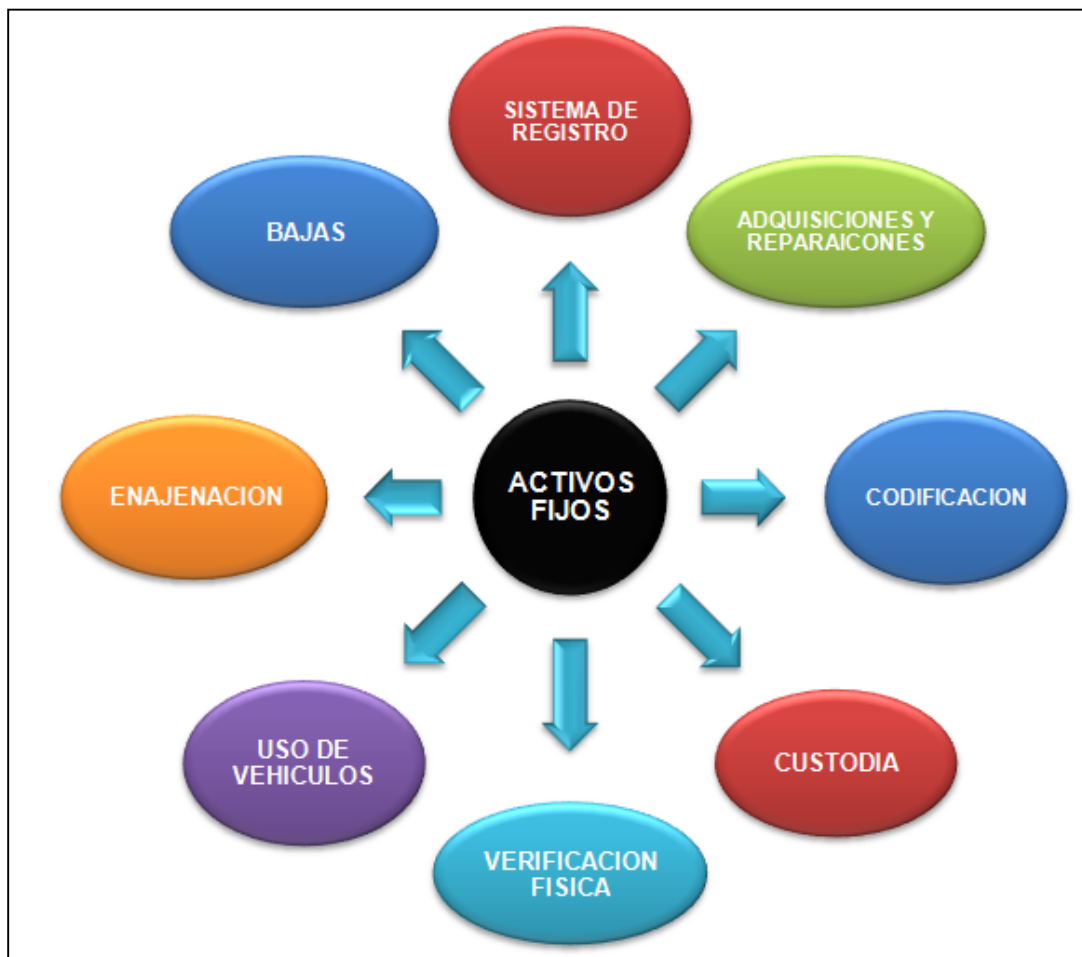 SISTEMA DE
REGISTRO
ADQUISICIONES Y
REPARAICONES
BAJAS
ACTIVOS
FIJOS
ENAJENACION
CODIFICACION
USO DE
VEHICULOS
CUSTODIA
VERIFICACION
FISICA